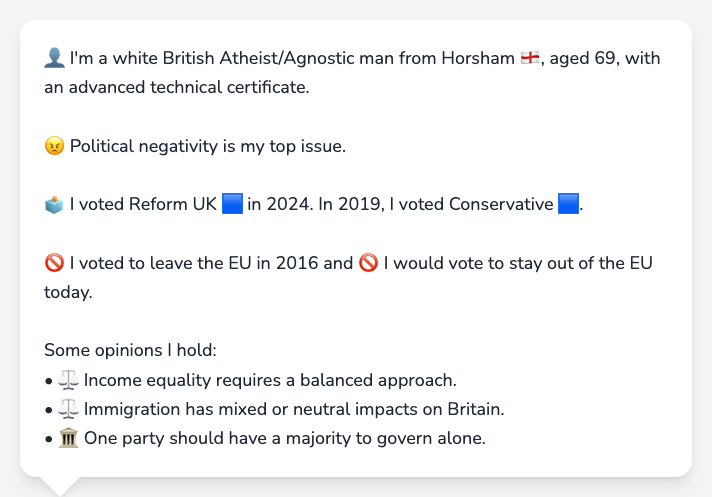 👤 I'm a white British Atheist/Agnostic man from Horsham 🏴󠁧󠁢󠁥󠁮󠁧󠁿, aged 69, with
an advanced technical certificate.
😠 Political negativity is my top issue.
🗳️ I voted Reform UK 🟦 in 2024. In 2019, I voted Conservative 🟦.
🚫 I voted to leave the EU in 2016 and 🚫 I would vote to stay out of the EU
today.
Some opinions I hold:
• ⚖️ Income equality requires a balanced approach.
• ⚖️ Immigration has mixed or neutral impacts on Britain.
• 🏛️ One party should have a majority to govern alone.